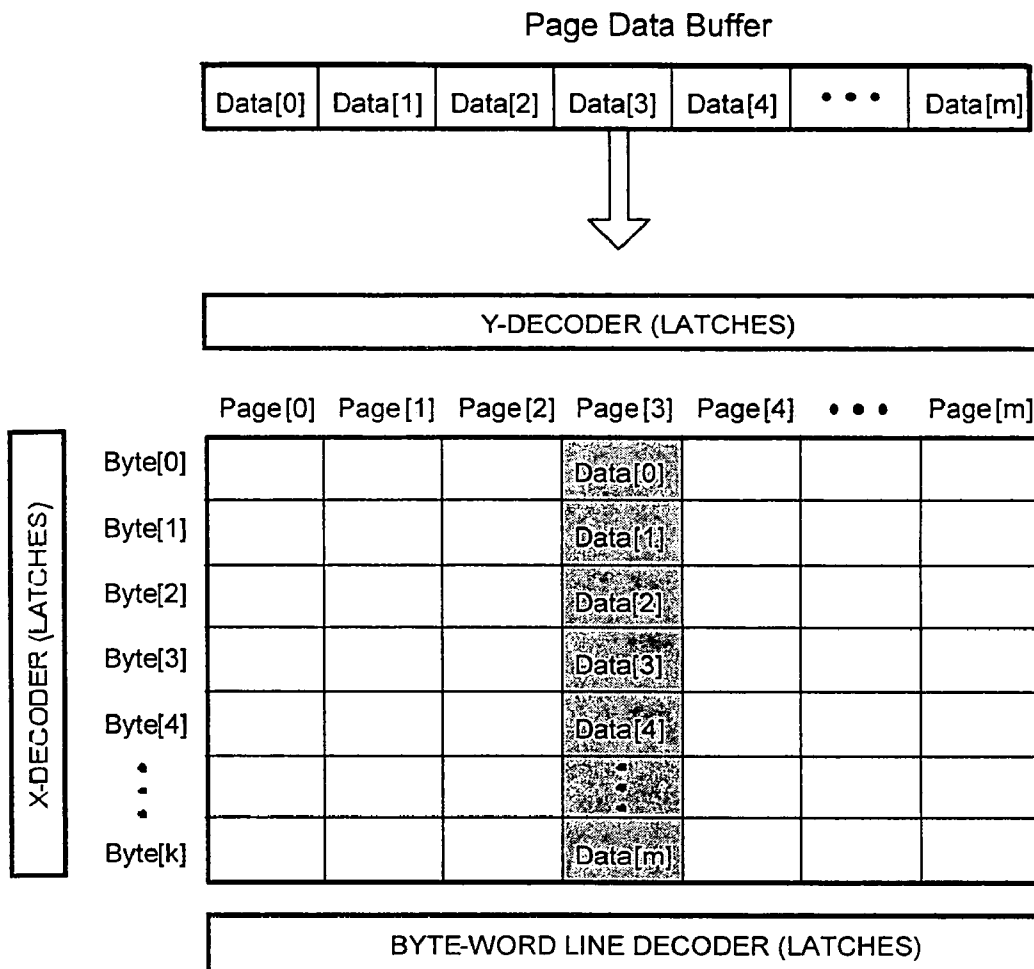 Page Data Buffer
Data[0] Data[1] Data[2] Data[3] Data[4] • • • Data[m]
Y-DECODER (LATCHES)
Page[0] Page[1] Page[2] Page[3] Page[4] • • • Page[m]
X-DECODER (LATCHES)
Byte[0] Data[0]
Byte[1] Data[1]
Byte[2] Data[2]
Byte[3] Data[3]
Byte[4] Data[4]
Byte[k] Data[m]
BYTE-WORD LINE DECODER (LATCHES)